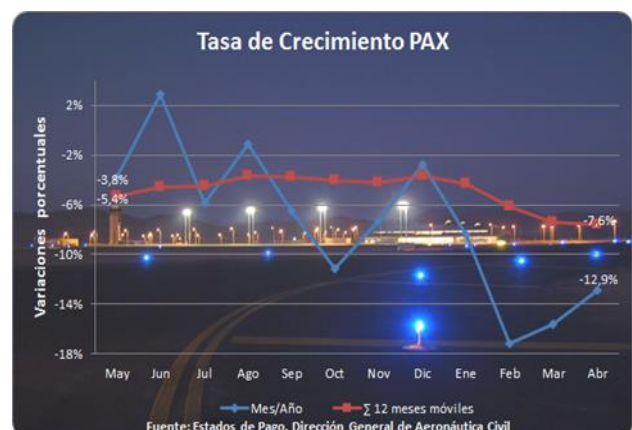 Tasa de Crecimiento PAX
Variaciones porcentuales
2%
-2%
-6%
-10%
-14%
-18%
-3,8%
-5,4%
-7,6%
-12,9%
May Jun Jul Ago Sep Oct Nov Dic Ene Feb Mar Abr
Mes/Año ∑ 12 meses móviles
Fuente: Estados de Pago, Dirección General de Aeronáutica Civil